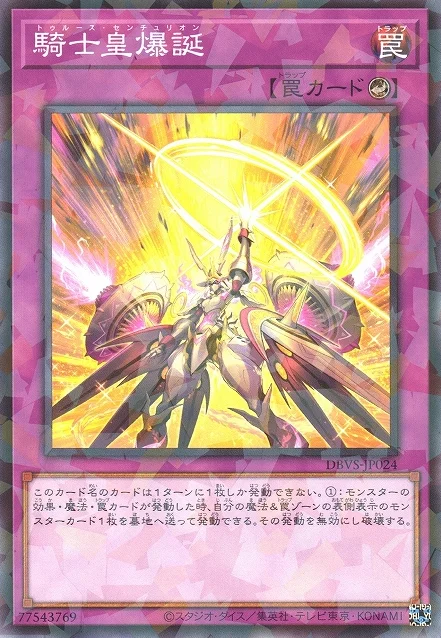 トゥルーズ・センチュリオン
騎士皇爆誕
トラップ
罠
【罠カード】
DBVS-JP024
このカード名のカードは1ターンに1枚しか発動できない。①：モンスターの
効果・魔法・罠カードが発動した時、自分の魔法&罠ゾーンの表側表示のモン
スターカード1枚を墓地へ送って発動できる。その発動を無効にし破壊する。
77543769 ©スタジオ・ダイス／集英社・テレビ東京・KONAMI